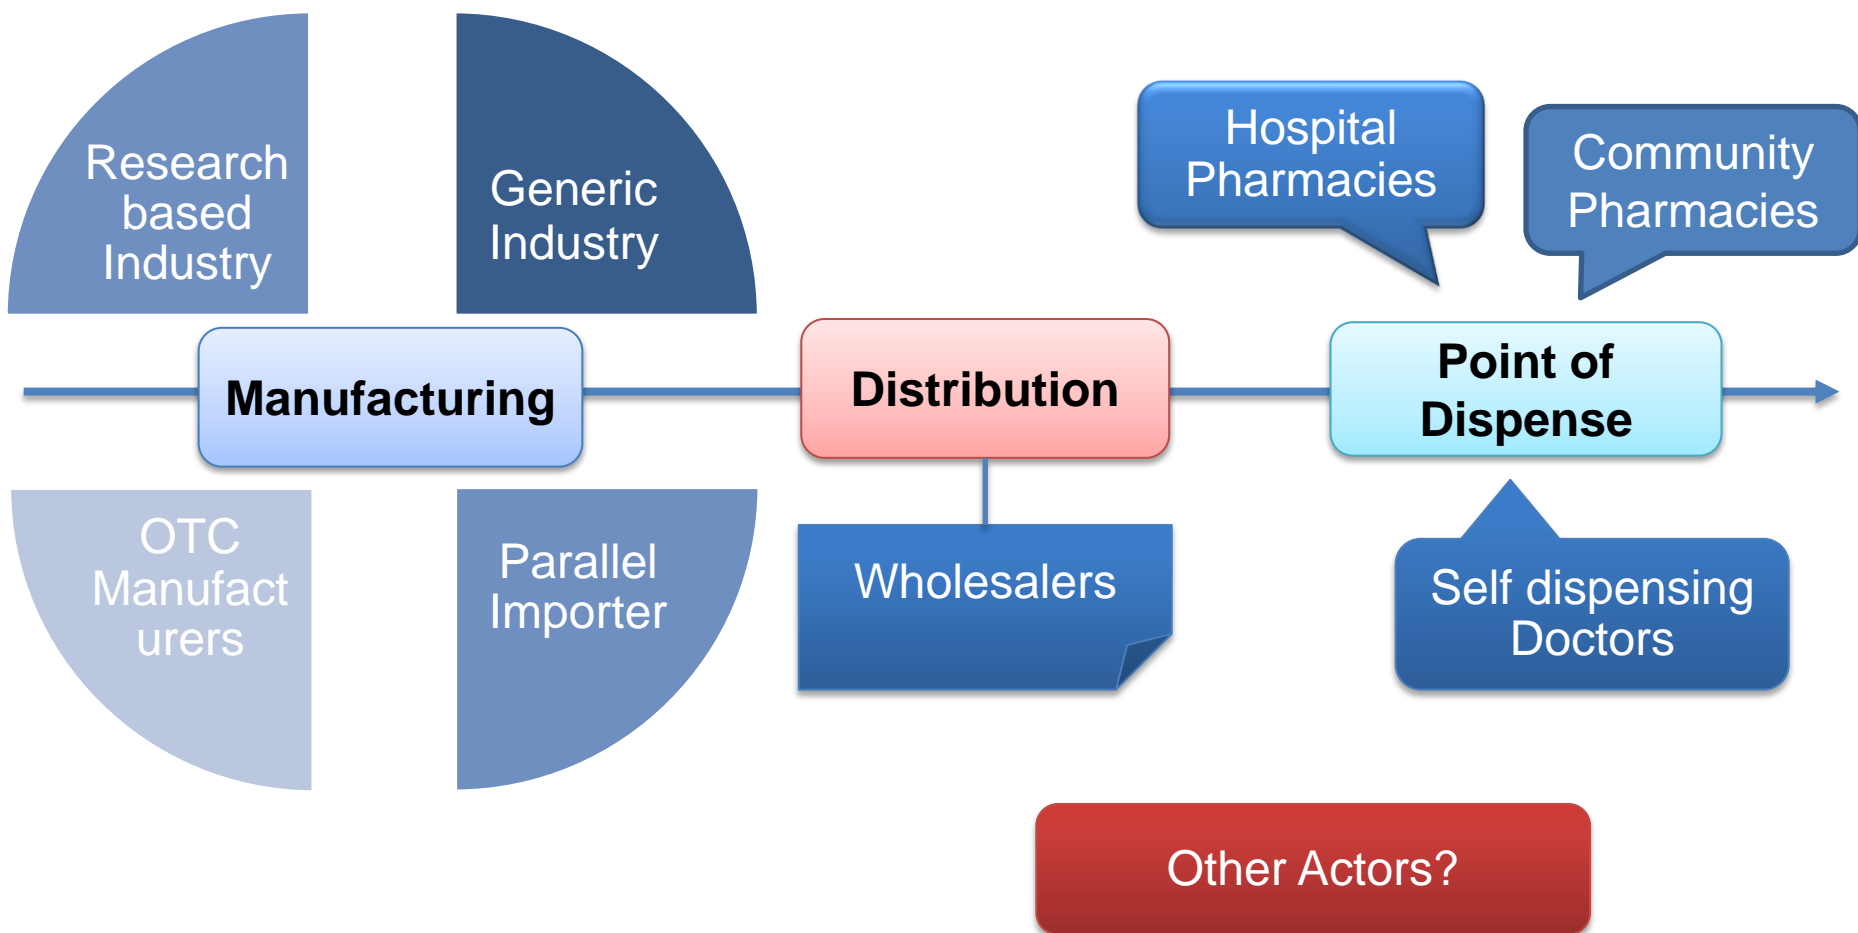 Research
based
Industry
Generic
Industry
Hospital
Pharmacies
Community
Pharmacies
Manufacturing
Distribution
Point of
Dispense
OTC
Manufact
urers
Parallel
Importer
Wholesalers
Self dispensing
Doctors
Other Actors?